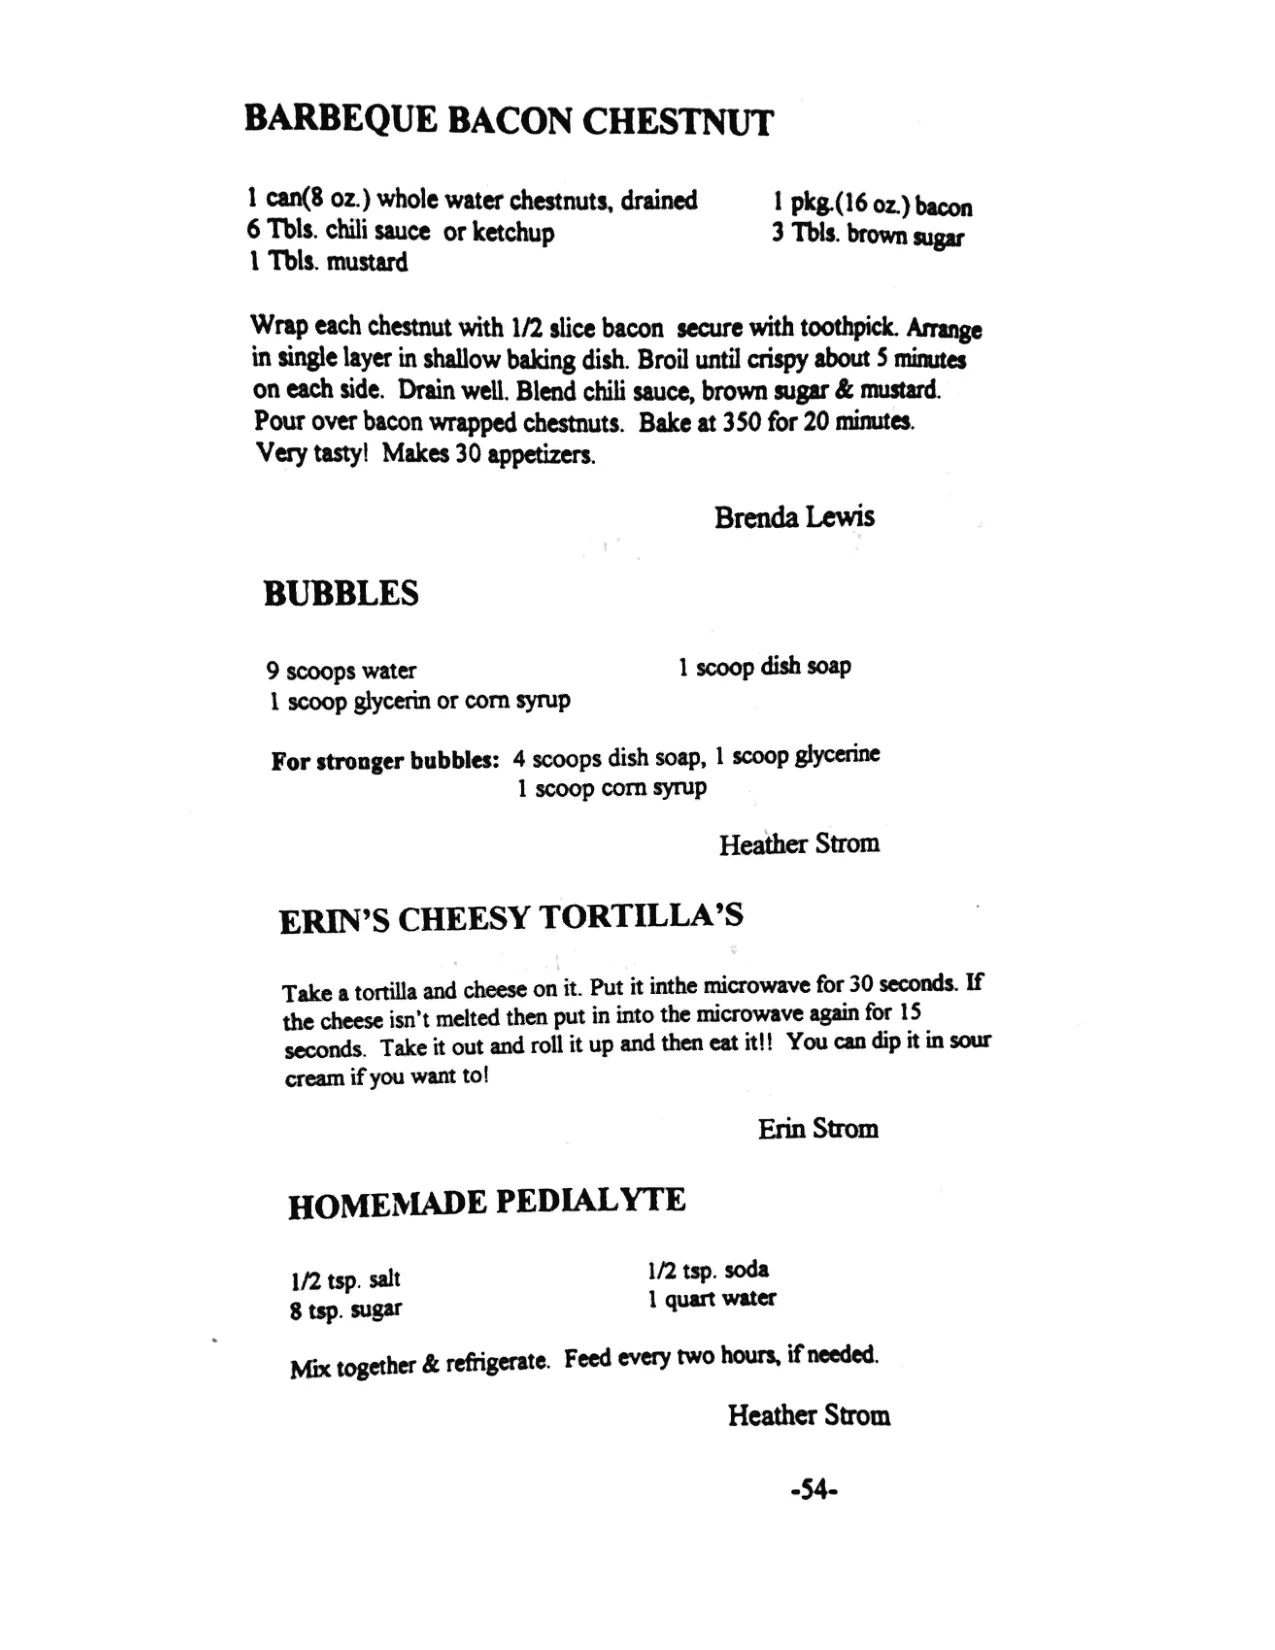 BARBEQUE BACON CHESTNUT
1 can(8 oz.) whole water chestnuts, drained 1 pkg.(16 oz.) bacon
6 Tbls. chili sauce or ketchup 3 Tbls. brown sugar
1 Tbls. mustard
Wrap each chestnut with 1/2 slice bacon secure with toothpick. Arrange
in single layer in shallow baking dish. Broil until crispy about 5 minutes
on each side. Drain well. Blend chili sauce, brown sugar & mustard.
Pour over bacon wrapped chestnuts. Bake at 350 for 20 minutes.
Very tasty! Makes 30 appetizers.
Brenda Lewis
BUBBLES
9 scoops water 1 scoop dish soap
1 scoop glycerin or corn syrup
For stronger bubbles: 4 scoops dish soap, 1 scoop glycerine
1 scoop corn syrup
Heather Strom
ERIN'S CHEESY TORTILLA'S
Take a tortilla and cheese on it. Put it inthe microwave for 30 seconds. If
the cheese isn't melted then put in into the microwave again for 15
seconds. Take it out and roll it up and then eat it!! You can dip it in sour
cream if you want to!
Erin Strom
HOMEMADE PEDIALYTE
1/2 tsp. salt 1/2 tsp. soda
8 tsp. sugar 1 quart water
Mix together & refrigerate. Feed every two hours, if needed.
Heather Strom
-54-